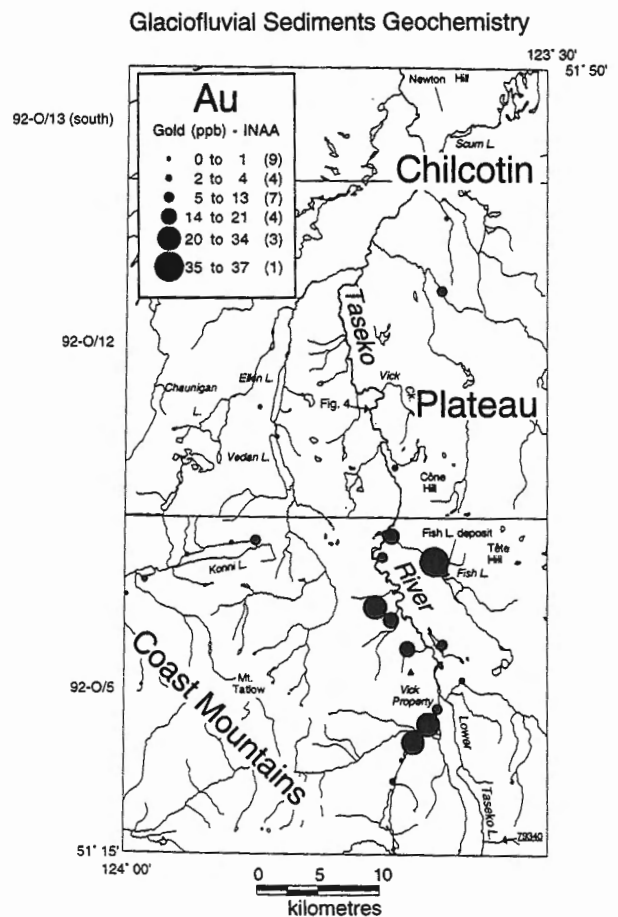 Glaciofluvial Sediments Geochemistry
123° 30'
51° 50'
92-O/13 (south)
Au
Gold (ppb) - INAA
0 to 1 (9)
2 to 4 (4)
5 to 13 (7)
14 to 21 (4)
20 to 34 (3)
35 to 37 (1)
Newton Hill
Scum L.
Chilcotin
Ck.
Taseko
92-O/12
Elkin L.
Vick
Ck.
Chaunigan
L.
Fig. 4
Plateau
Vedan L.
Cône
Hill
Fish L. deposit
Tête
Hill
Konni L.
Fish L.
River
Coast Mountains
Mt.
Tatlow
92-O/5
Vick
Property
Lower
Taseko L.
79340
51° 15'
124° 00'
0 5 10
kilometres